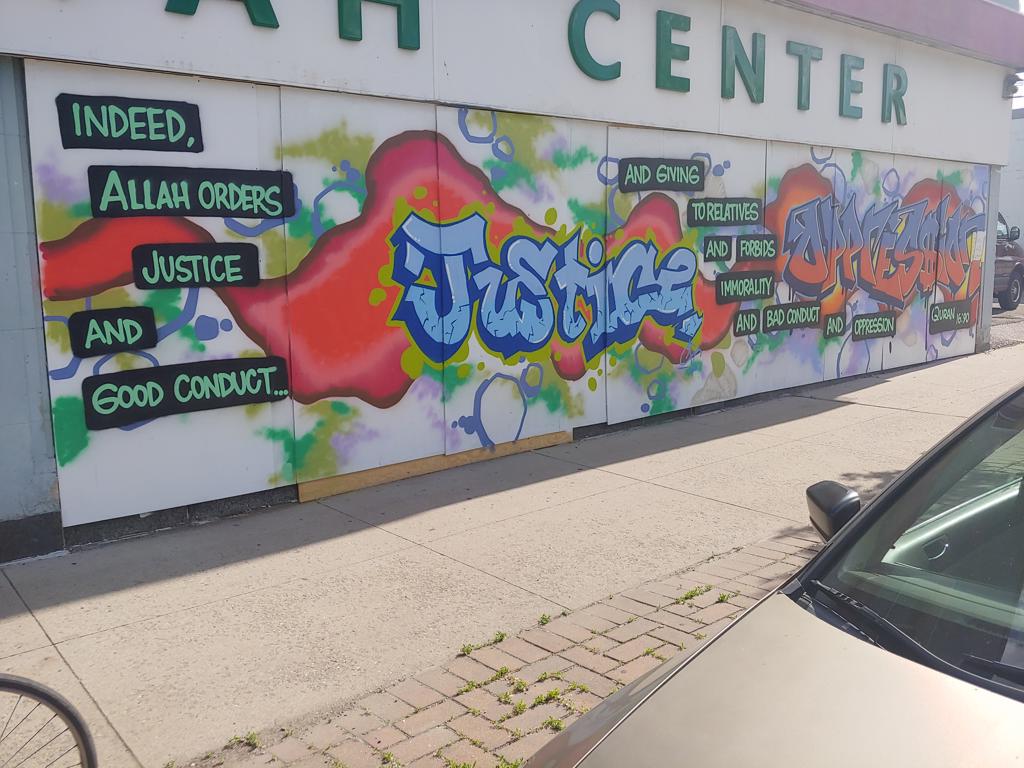 AH CENTER
INDEED,
ALLAH ORDERS
JUSTICE
AND
GOOD CONDUCT...
JUSTICE
AND GIVING
TO RELATIVES
AND FORBIDS
IMMORALITY
AND BAD CONDUCT AND OPPRESSION
QURAN 16:90